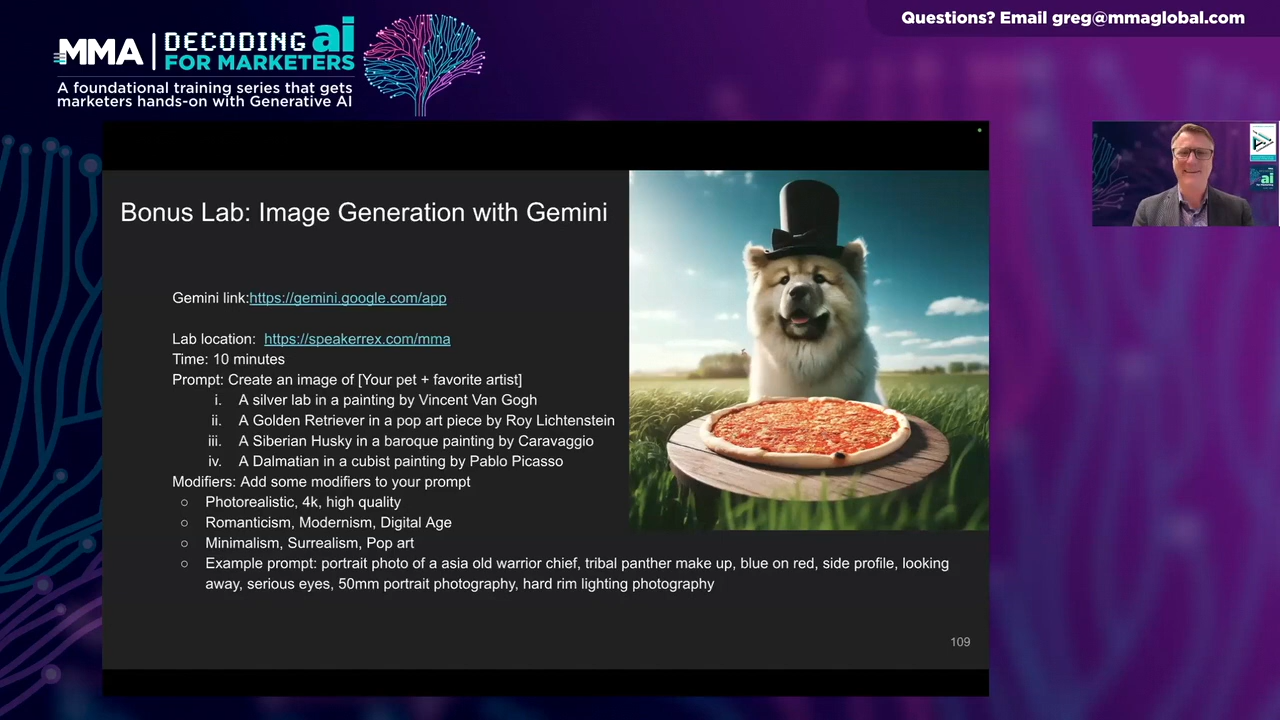 Questions? Email greg@mmaglobal.com
MMA | DECODING ai
FOR MARKETERS
A foundational training series that gets
marketers hands-on with Generative AI
Bonus Lab: Image Generation with Gemini
Gemini link:https://gemini.google.com/app
Lab location: https://speakerrex.com/mma
Time: 10 minutes
Prompt: Create an image of [Your pet + favorite artist]
i. A silver lab in a painting by Vincent Van Gogh
ii. A Golden Retriever in a pop art piece by Roy Lichtenstein
iii. A Siberian Husky in a baroque painting by Caravaggio
iv. A Dalmatian in a cubist painting by Pablo Picasso
Modifiers: Add some modifiers to your prompt
○ Photorealistic, 4k, high quality
○ Romanticism, Modernism, Digital Age
○ Minimalism, Surrealism, Pop art
○ Example prompt: portrait photo of a asia old warrior chief, tribal panther make up, blue on red, side profile, looking
away, serious eyes, 50mm portrait photography, hard rim lighting photography
109
ai